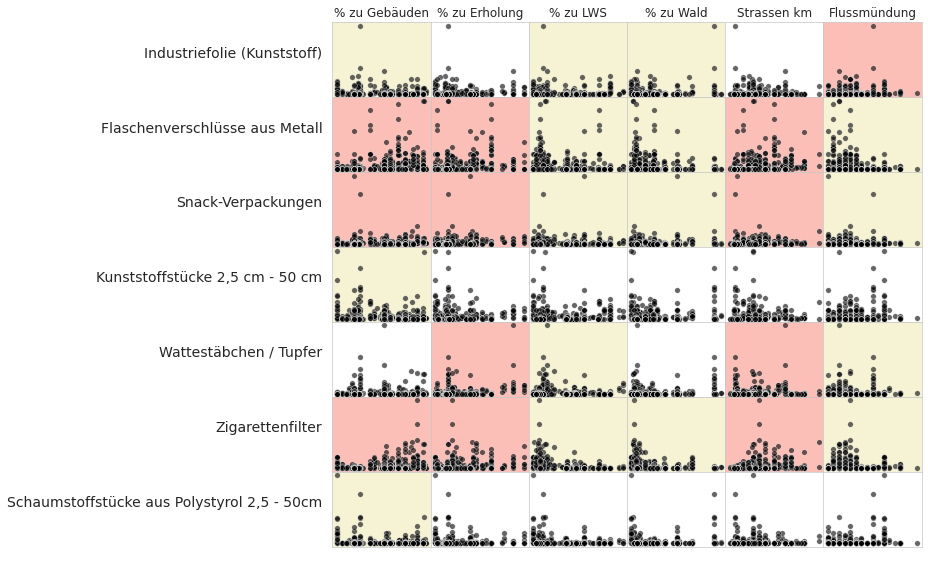 % zu Gebäuden % zu Erholung % zu LWS % zu Wald Strassen km Flussmündung
Industriefolie (Kunststoff)
Flaschenverschlüsse aus Metall
Snack-Verpackungen
Kunststoffstücke 2,5 cm - 50 cm
Wattestäbchen / Tupfer
Zigarettenfilter
Schaumstoffstücke aus Polystyrol 2,5 - 50cm